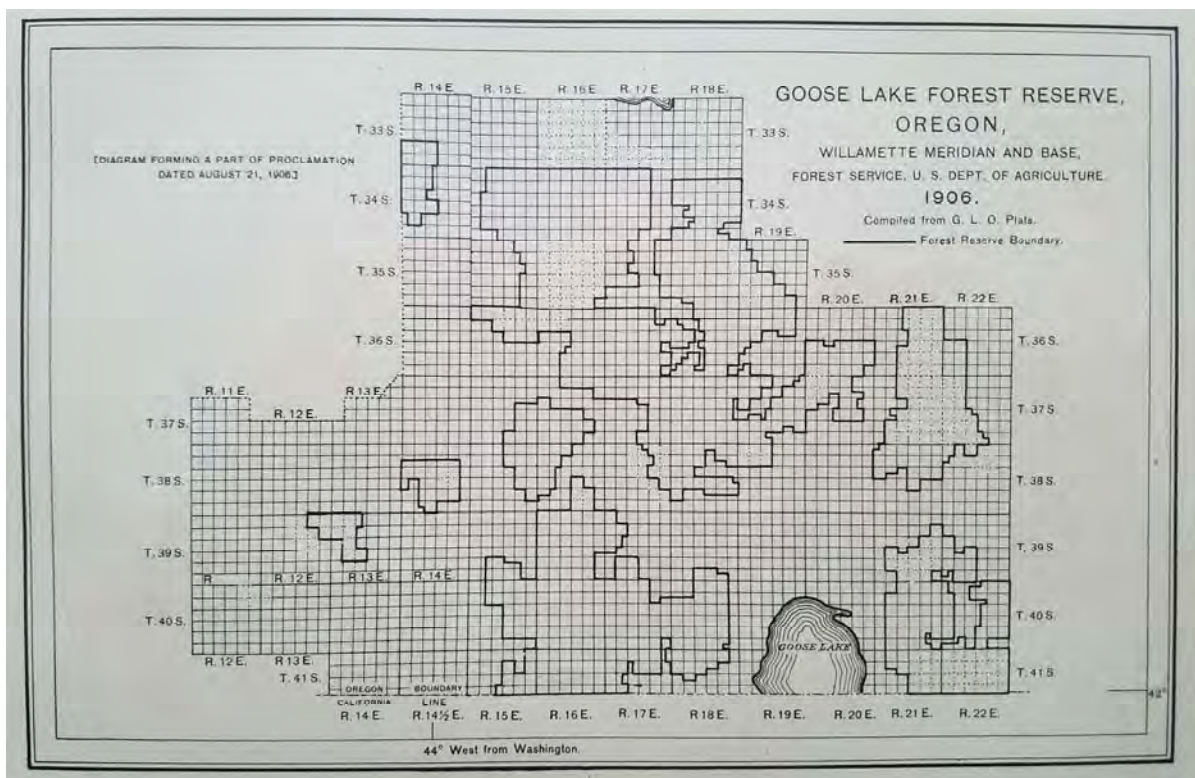 GOOSE LAKE FOREST RESERVE,
OREGON,
WILLAMETTE MERIDIAN AND BASE,
FOREST SERVICE, U. S. DEPT. OF AGRICULTURE
1906.
Compiled from G. L. O. Plats.
Forest Reserve Boundary.
[DIAGRAM FORMING A PART OF PROCLAMATION
DATED AUGUST 21, 1906.]
R. 14 E. R. 15 E. R. 16 E. R. 17 E. R. 18 E.
T. 33 S. T. 33 S.
T. 34 S. T. 34 S.
R. 19 E.
T. 35 S. T. 35 S.
R. 20 E. R. 21 E. R. 22 E.
T. 36 S. T. 36 S.
R. 11 E. R 13 E.
R. 12 E.
T. 37 S. T. 37 S.
T. 38 S. T. 38 S.
T. 39 S. T. 39 S.
R R. 12 E. R. 13 E. R. 14 E.
T. 40 S. T. 40 S.
GOOSE LAKE
R. 12 E. R 13 E.
T. 41 S. T. 41 S.
OREGON BOUNDARY
42°
CALIFORNIA LINE
R. 14 E. R. 14½ E. R. 15 E. R. 16 E. R. 17 E. R 18 E. R. 19 E. R. 20 E. R. 21 E. R. 22 E.
44° West from Washington.